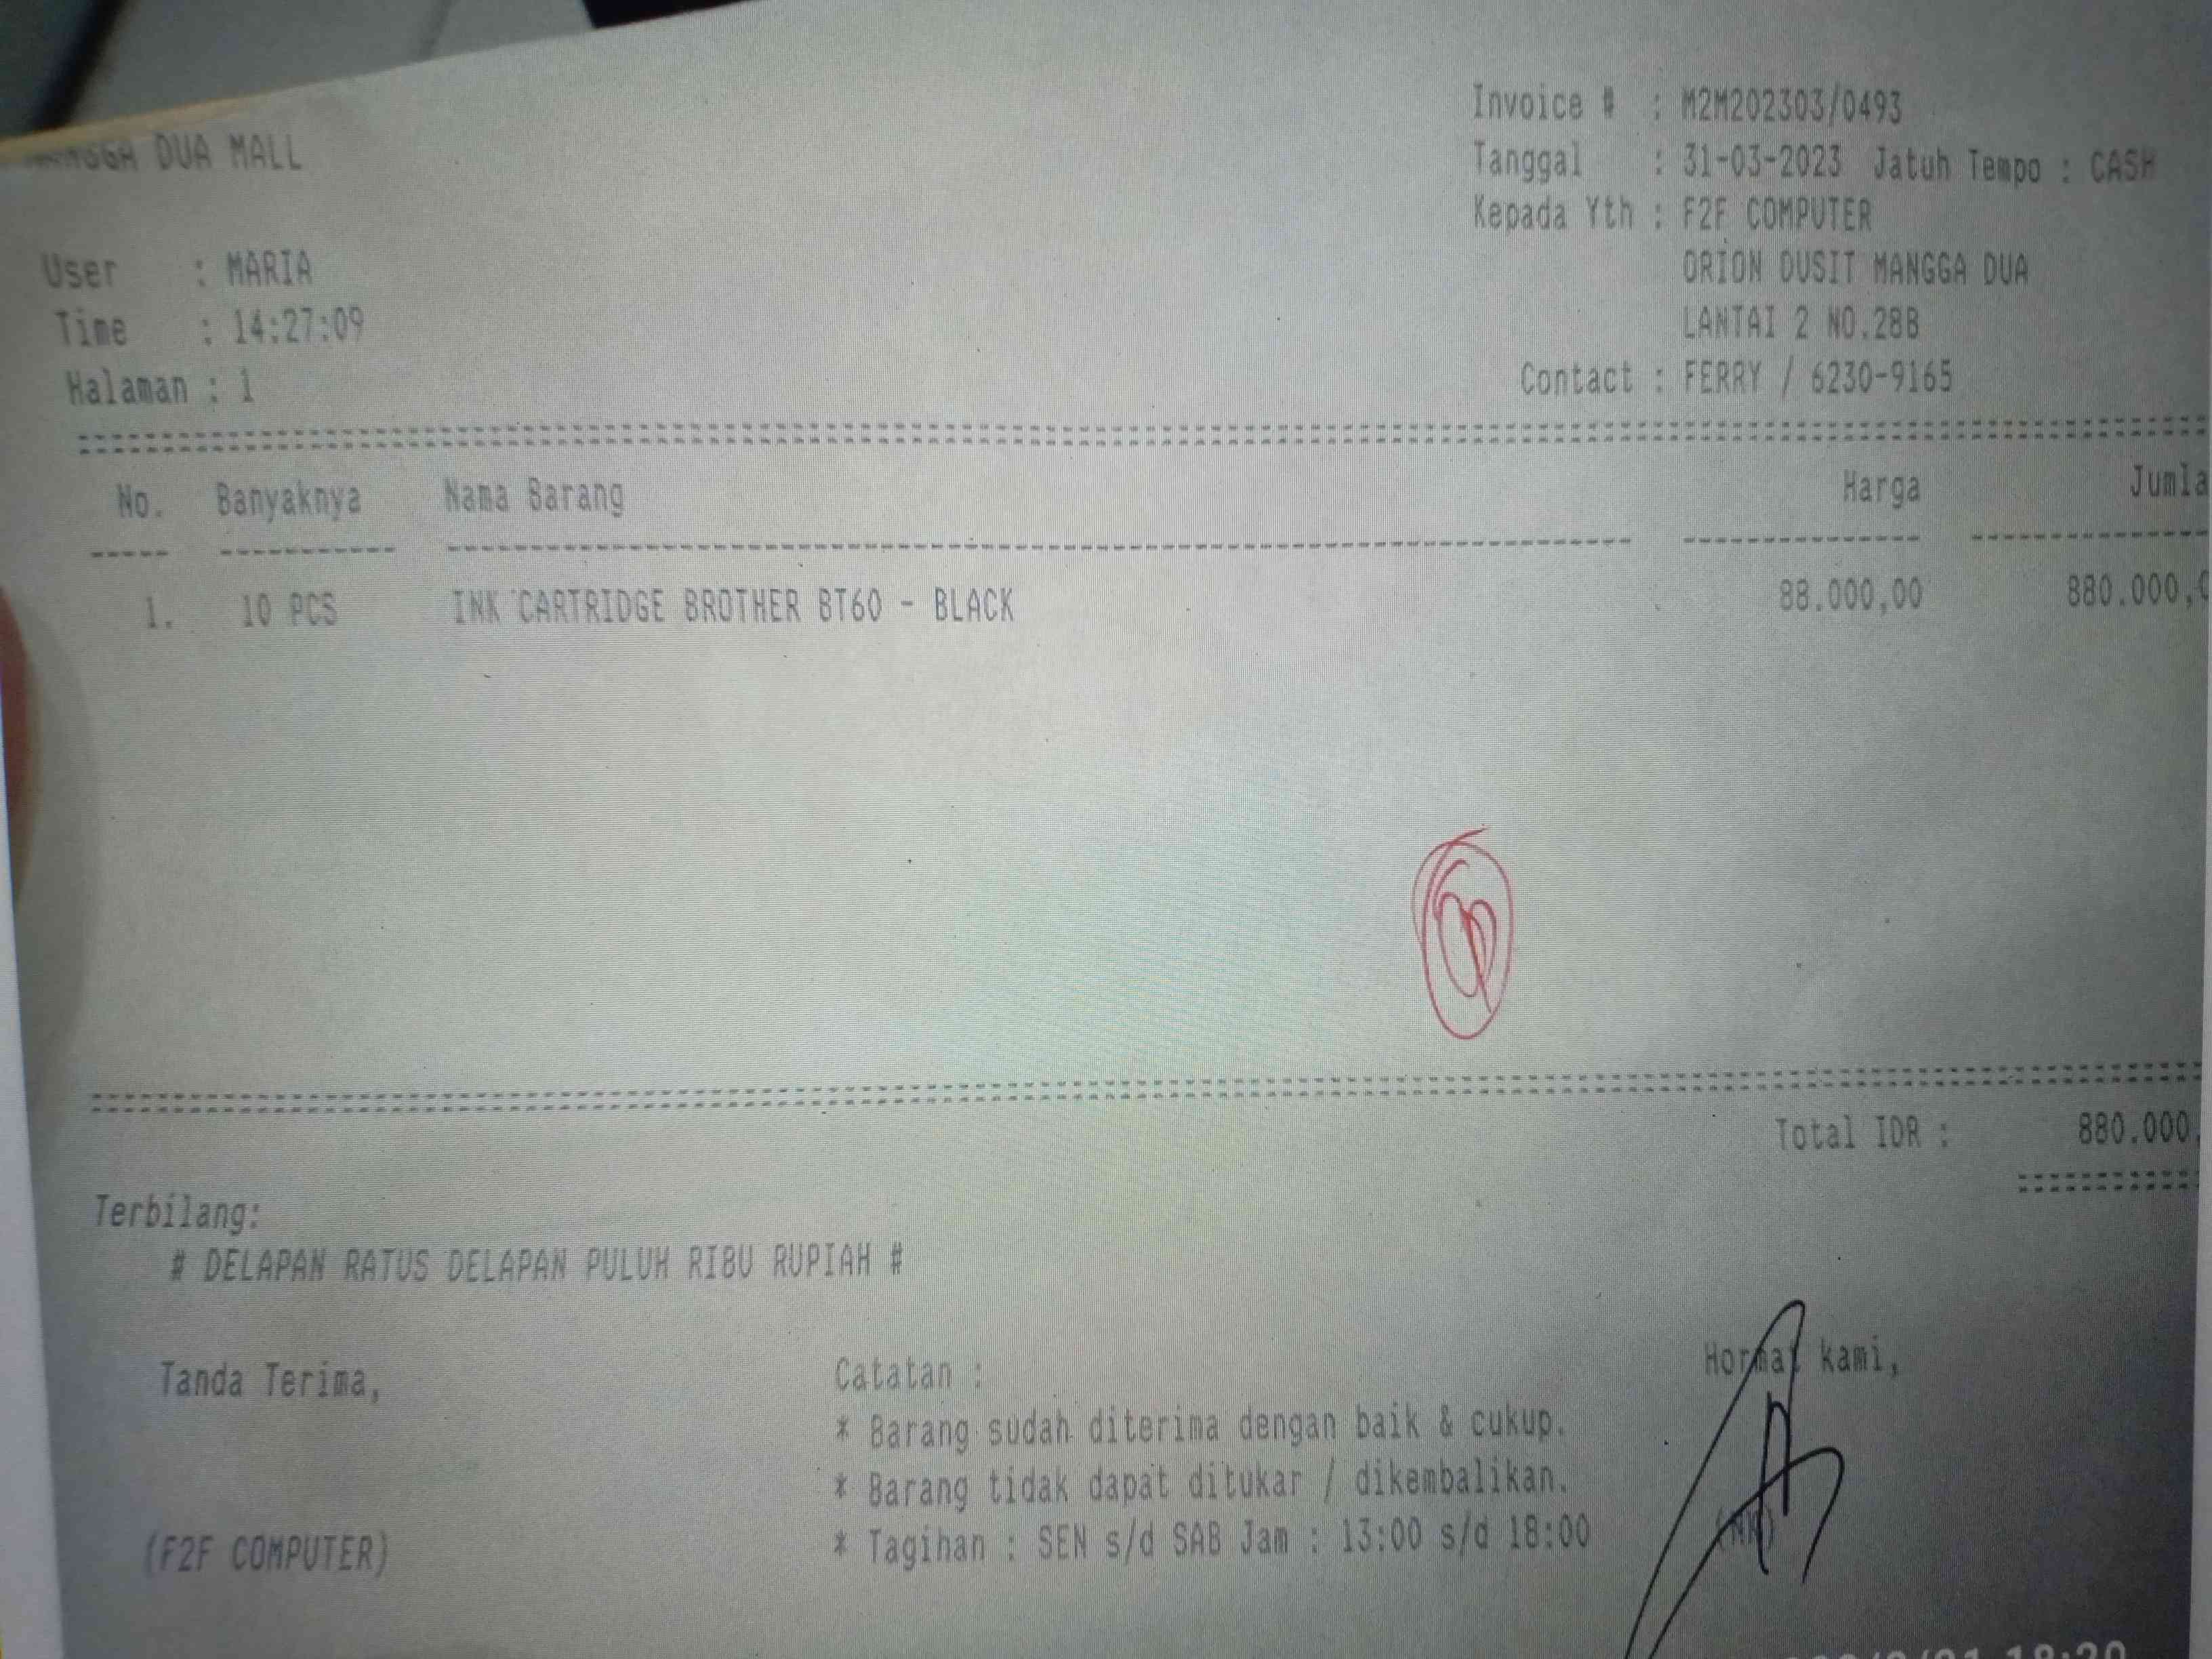 DUA MALL
Invoice # : M2M202303/0493
Tanggal : 31-03-2023 Jatuh Tempo : CASH
Kepada Yth : F2F COMPUTER
ORION DUSIT MANGGA DUA
LANTAI 2 NO.28B
Contact : FERRY / 6230-9165
User : MARIA
Time : 14:27:09
Halaman : 1
No. Banyaknya Nama Barang Harga Jumla
1. 10 PCS INK CARTRIDGE BROTHER BT60 - BLACK 88.000,00 880.000,
Total IDR : 880.000,
Terbilang:
# DELAPAN RATUS DELAPAN PULUH RIBU RUPIAH #
Tanda Terima,
(F2F COMPUTER)
Catatan :
* Barang sudah diterima dengan baik & cukup.
* Barang tidak dapat ditukar / dikembalikan.
* Tagihan : SEN s/d SAB Jam : 13:00 s/d 18:00
Hormat kami,